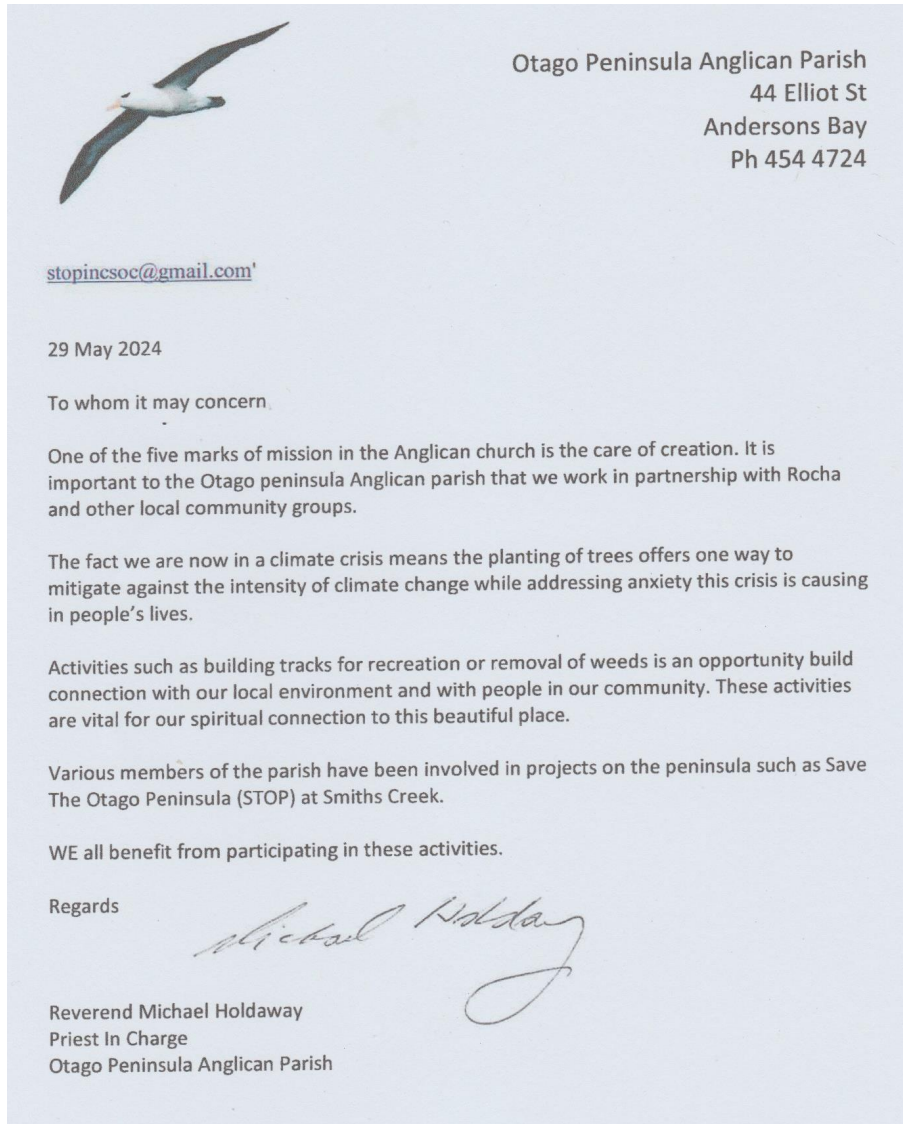 Otago Peninsula Anglican Parish
44 Elliot St
Andersons Bay
Ph 454 4724
stopincsoc@gmail.com'
29 May 2024
To whom it may concern
One of the five marks of mission in the Anglican church is the care of creation. It is
important to the Otago peninsula Anglican parish that we work in partnership with Rocha
and other local community groups.
The fact we are now in a climate crisis means the planting of trees offers one way to
mitigate against the intensity of climate change while addressing anxiety this crisis is causing
in people’s lives.
Activities such as building tracks for recreation or removal of weeds is an opportunity build
connection with our local environment and with people in our community. These activities
are vital for our spiritual connection to this beautiful place.
Various members of the parish have been involved in projects on the peninsula such as Save
The Otago Peninsula (STOP) at Smiths Creek.
WE all benefit from participating in these activities.
Regards
Michael Holdaway
Reverend Michael Holdaway
Priest In Charge
Otago Peninsula Anglican Parish